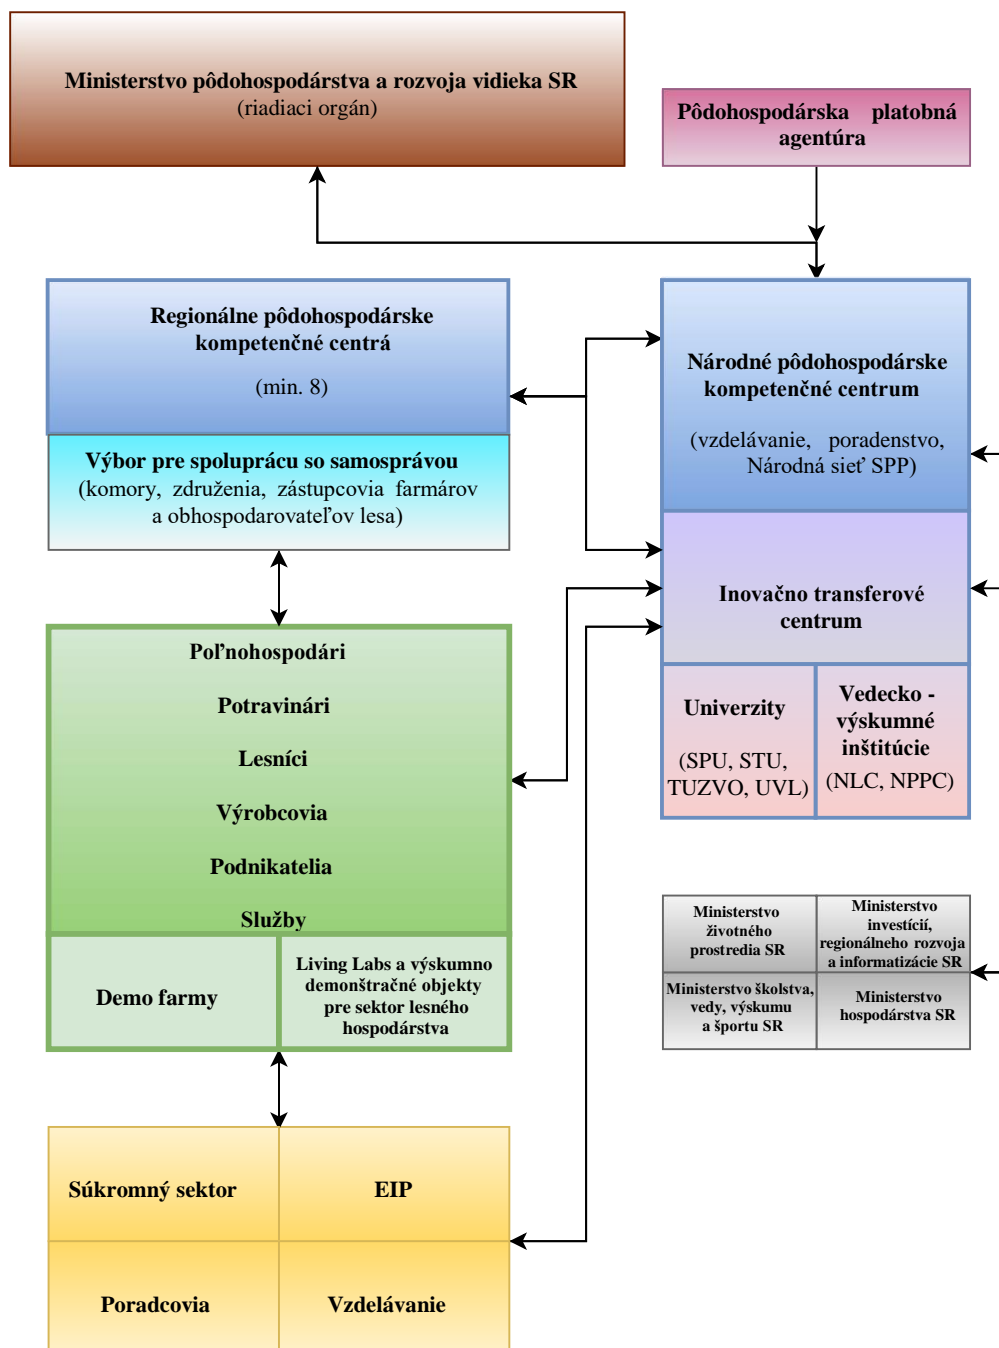 Ministerstvo pôdohospodárstva a rozvoja vidieka SR
(riadiaci orgán)
Pôdohospodárska platobná
agentúra
Regionálne pôdohospodárske
kompetenčné centrá
(min. 8)
Výbor pre spoluprácu so samosprávou
(komory, združenia, zástupcovia farmárov
a obhospodarovateľov lesa)
Národné pôdohospodárske
kompetenčné centrum
(vzdelávanie, poradenstvo,
Národná sieť SPP)
Inovačno transferové
centrum
Univerzity
(SPU, STU,
TUZVO, UVL)
Vedecko -
výskumné
inštitúcie
(NLC, NPPC)
Poľnohospodári
Potravinári
Lesníci
Výrobcovia
Podnikatelia
Služby
Demo farmy
Living Labs a výskumno
demonštračné objekty
pre sektor lesného
hospodárstva
Ministerstvo
životného
prostredia SR
Ministerstvo
investícií,
regionálneho rozvoja
a informatizácie SR
Ministerstvo školstva,
vedy, výskumu
a športu SR
Ministerstvo
hospodárstva SR
Súkromný sektor
EIP
Poradcovia
Vzdelávanie